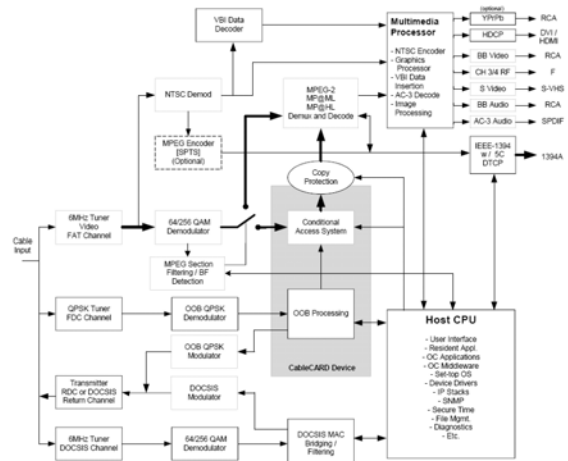 (optional)
YPrPb
RCA
HDCP
DVI /
HDMI
BB Video
RCA
CH 3/4 RF
F
S Video
S-VHS
BB Audio
RCA
AC-3 Audio
SPDIF
Multimedia
Processor
- NTSC Encoder
- Graphics
Processor
- VBI Data
Insertion
- AC-3 Decode
- Image
Processing
VBI Data
Decoder
NTSC Demod
MPEG-2
MP@ML
MP@HL
Demux and Decode
MPEG Encoder
[SPTS]
(Optional)
IEEE-1394
w / 5C
DTCP
1394A
Copy
Protection
Cable
Input
6MHz Tuner
Video
FAT Channel
64/256 QAM
Demodulator
Conditional
Access System
MPEG Section
Filtering / BF
Detection
QPSK Tuner
FDC Channel
OOB QPSK
Demodulator
OOB Processing
OOB QPSK
Modulator
CableCARD Device
Transmitter
RDC or DOCSIS
Return Channel
DOCSIS
Modulator
6MHz Tuner
DOCSIS Channel
64/256 QAM
Demodulator
DOCSIS MAC
Bridging /
Filtering
Host CPU
- User Interface
- Resident Appl.
- OC Applications
- OC Middleware
- Set-top OS
- Device Drivers
- IP Stacks
- SNMP
- Secure Time
- File Mgmt.
- Diagnostics
- Etc.